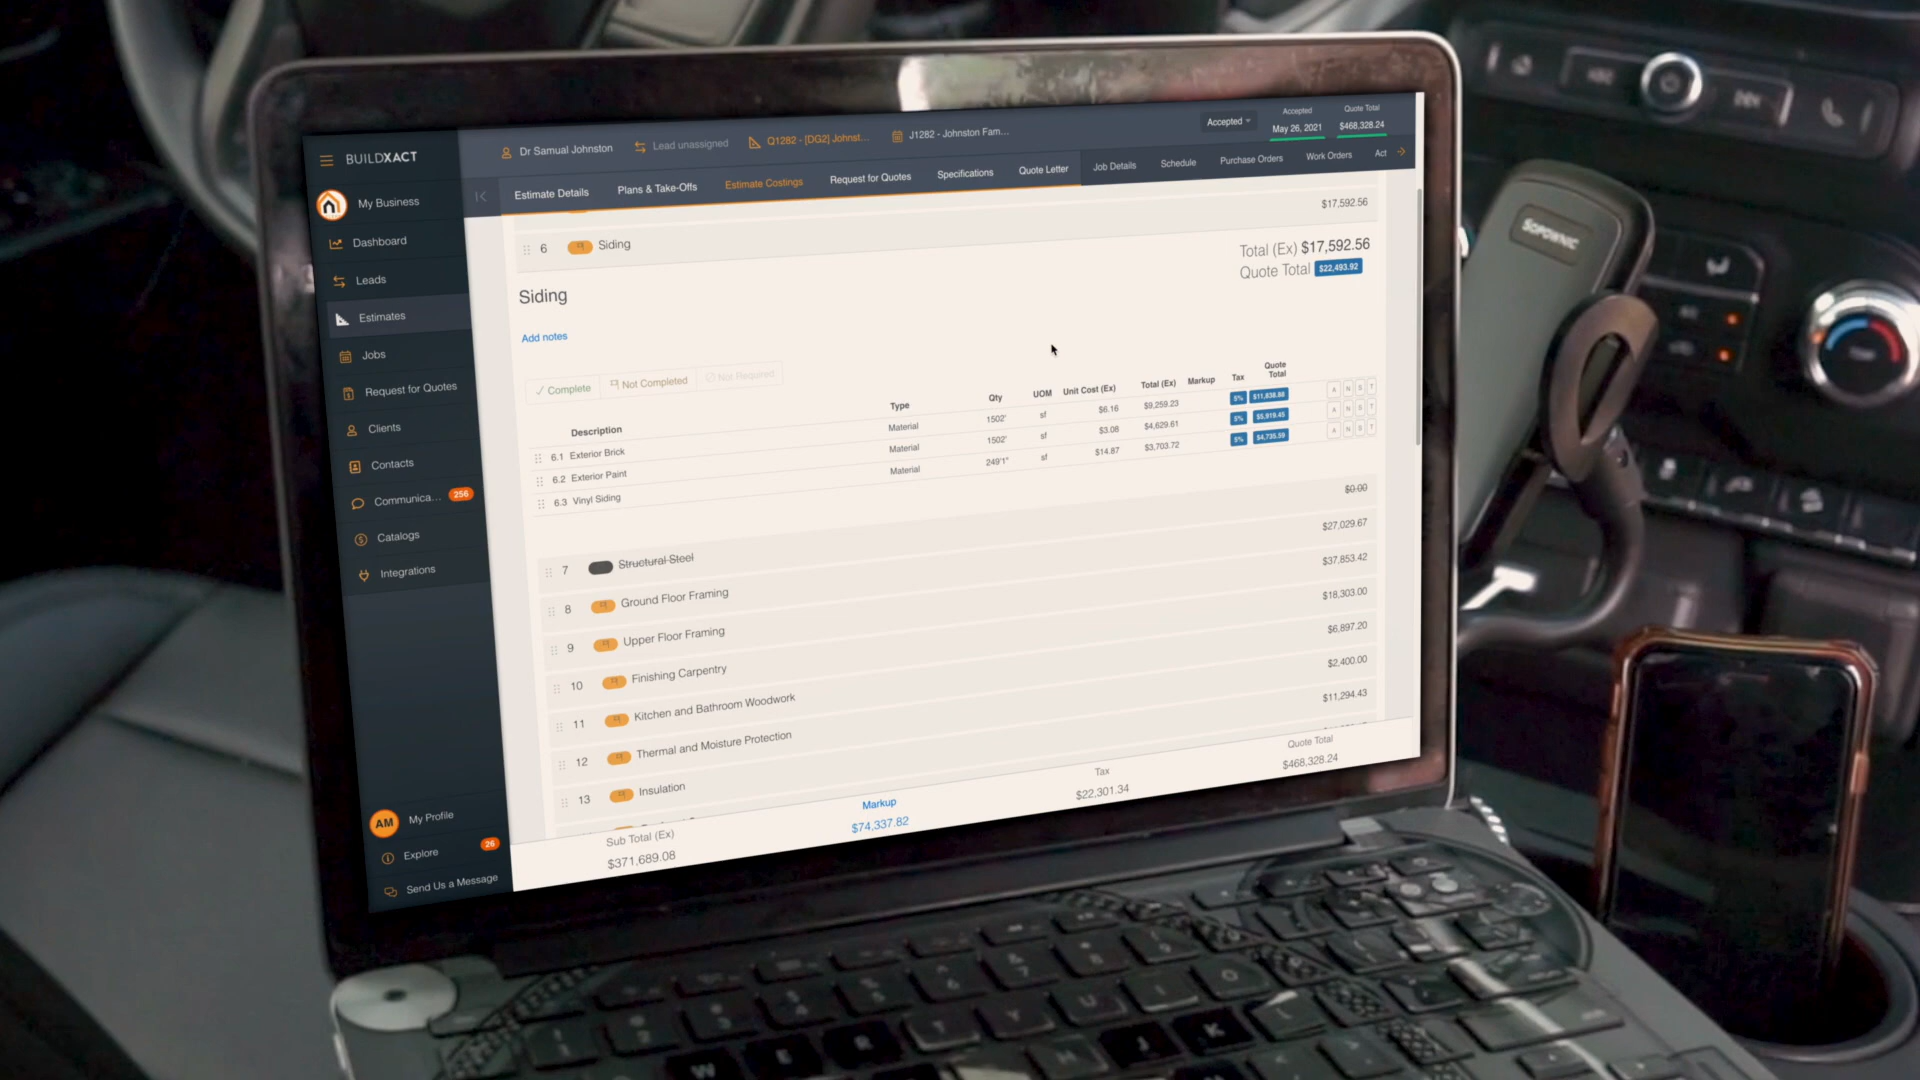 BUILDXACT
Dr Samual Johnston
Lead unassigned
Q1282 - [DG2] Johnst...
J1282 - Johnston Fam...
Accepted
Accepted
May 26, 2021
Quote Total
$468,328.24
Estimate Details
Plans & Take-Offs
Estimate Costings
Request for Quotes
Specifications
Quote Letter
Job Details
Schedule
Purchase Orders
Work Orders
Act
My Business
Dashboard
Leads
Estimates
Jobs
Request for Quotes
Clients
Contacts
Communica... 256
Catalogs
Integrations
AM My Profile
Explore 26
Send Us a Message
$17,592.56
6 Siding
Total (Ex) $17,592.56
Quote Total $22,493.92
Siding
Add notes
Complete
Not Completed
Not Required
Description Type Qty UOM Unit Cost (Ex) Total (Ex) Markup Tax Quote Total
6.1 Exterior Brick Material 1502' sf $6.16 $9,259.23 5% $11,838.88 A N S T
6.2 Exterior Paint Material 1502' sf $3.08 $4,629.61 5% $5,919.45 A N S T
6.3 Vinyl Siding Material 249'1" sf $14.87 $3,703.72 5% $4,735.59 A N S T
7 Structural Steel $0.00
8 Ground Floor Framing $27,029.67
9 Upper Floor Framing $37,853.42
10 Finishing Carpentry $18,303.00
11 Kitchen and Bathroom Woodwork $6,897.20
12 Thermal and Moisture Protection $2,400.00
13 Insulation $11,294.43
Sub Total (Ex)
$371,689.08
Markup
$74,337.82
Tax
$22,301.34
Quote Total
$468,328.24
SOPOWNIC